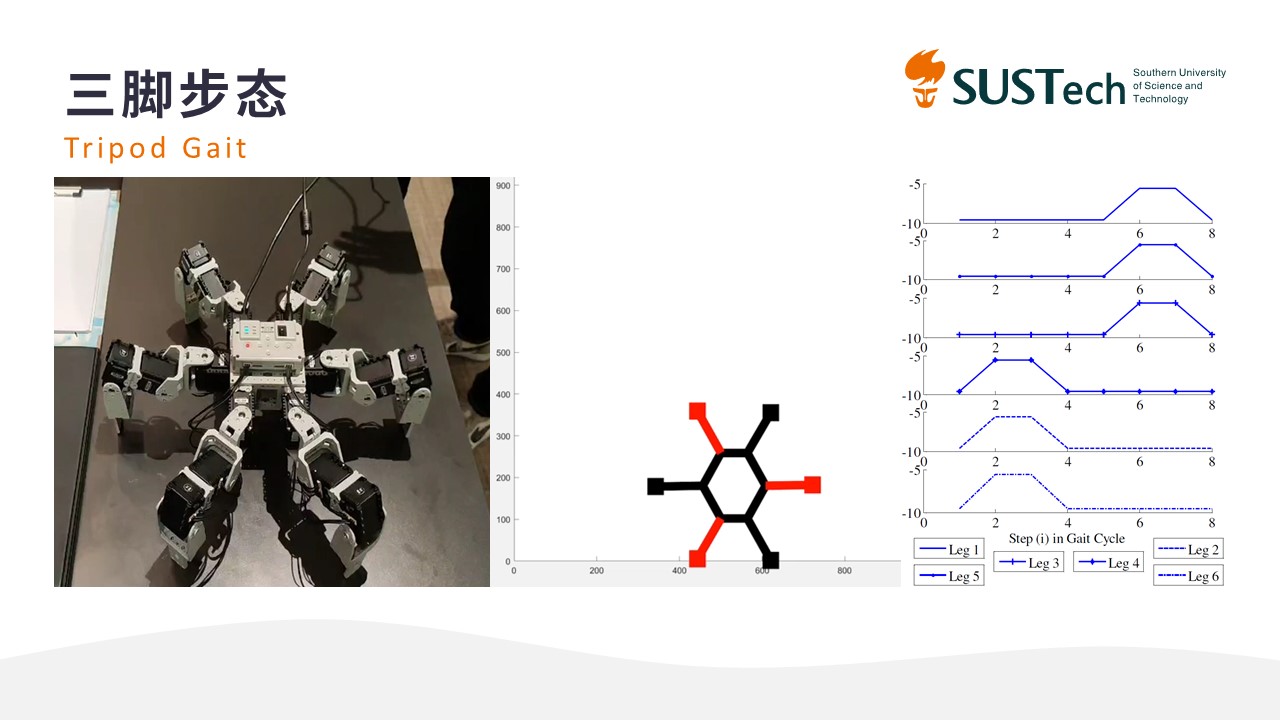 三脚步态
Tripod Gait
SUSTech
Southern University
of Science and
Technology
900
800
700
600
500
400
300
200
100
0
0 200 400 600 800
-5
-10
0 2 4 6 8
-5
-10
0 2 4 6 8
-5
-10
0 2 4 6 8
-5
-10
0 2 4 6 8
-5
-10
0 2 4 6 8
-5
-10
0 2 4 6 8
Step (i) in Gait Cycle
Leg 1
Leg 2
Leg 3
Leg 4
Leg 5
Leg 6